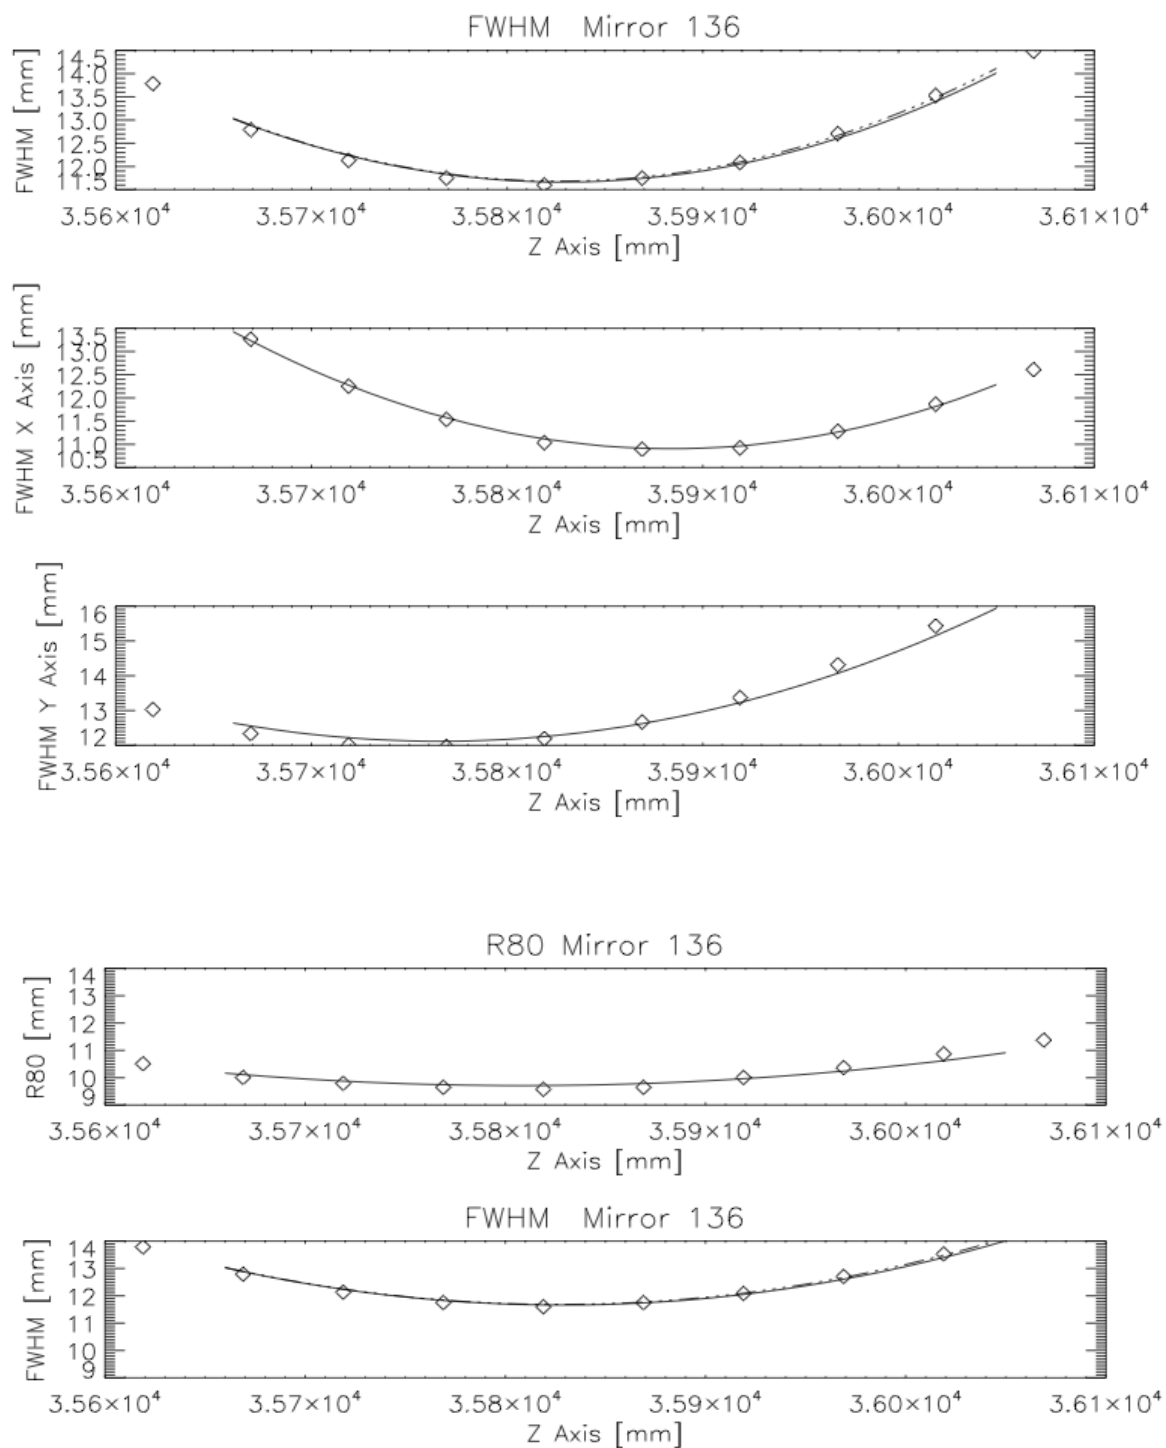 FWHM Mirror 136
FWHM [mm]
14.5
14.0
13.5
13.0
12.5
12.0
11.5
3.56×10⁴ 3.57×10⁴ 3.58×10⁴ 3.59×10⁴ 3.60×10⁴ 3.61×10⁴
Z Axis [mm]
FWHM X Axis [mm]
13.5
13.0
12.5
12.0
11.5
11.0
10.5
3.56×10⁴ 3.57×10⁴ 3.58×10⁴ 3.59×10⁴ 3.60×10⁴ 3.61×10⁴
Z Axis [mm]
FWHM Y Axis [mm]
16
15
14
13
12
3.56×10⁴ 3.57×10⁴ 3.58×10⁴ 3.59×10⁴ 3.60×10⁴ 3.61×10⁴
Z Axis [mm]
R80 Mirror 136
R80 [mm]
14
13
12
11
10
9
3.56×10⁴ 3.57×10⁴ 3.58×10⁴ 3.59×10⁴ 3.60×10⁴ 3.61×10⁴
Z Axis [mm]
FWHM Mirror 136
FWHM [mm]
14
13
12
11
10
9
3.56×10⁴ 3.57×10⁴ 3.58×10⁴ 3.59×10⁴ 3.60×10⁴ 3.61×10⁴
Z Axis [mm]